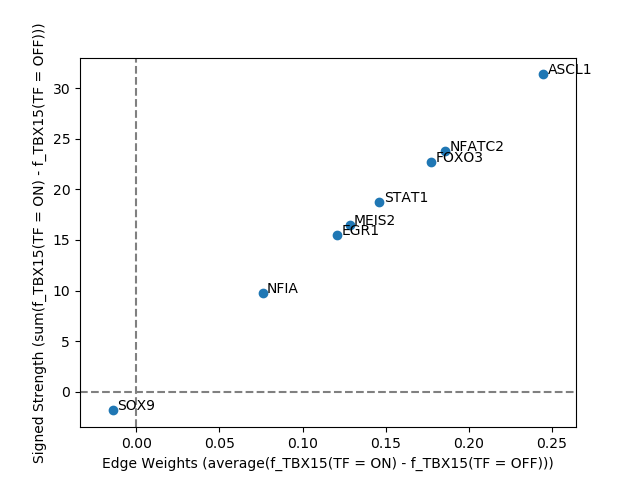 Signed Strength (sum(f_TBX15(TF = ON) - f_TBX15(TF = OFF)))
30
25
20
15
10
5
0
ASCL1
NFATC2
FOXO3
STAT1
MEIS2
EGR1
NFIA
SOX9
0.00 0.05 0.10 0.15 0.20 0.25
Edge Weights (average(f_TBX15(TF = ON) - f_TBX15(TF = OFF)))